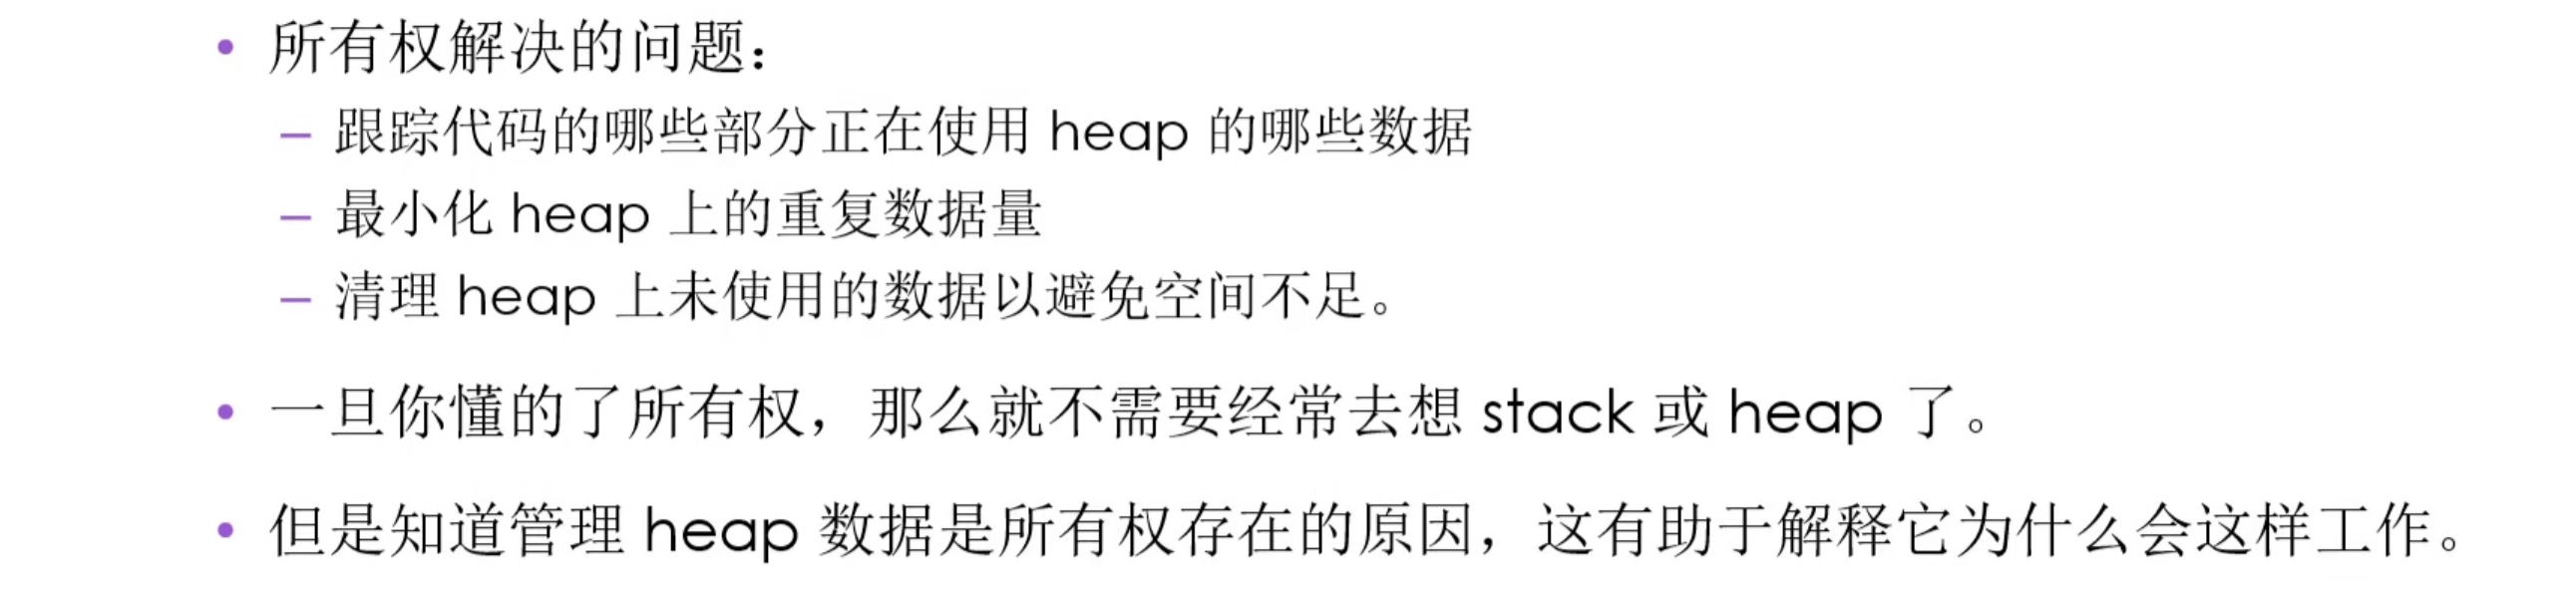 • 所有权解决的问题：
– 跟踪代码的哪些部分正在使用 heap 的哪些数据
– 最小化 heap 上的重复数据量
– 清理 heap 上未使用的数据以避免空间不足。
• 一旦你懂的了所有权，那么就不需要经常去想 stack 或 heap 了。
• 但是知道管理 heap 数据是所有权存在的原因，这有助于解释它为什么会这样工作。